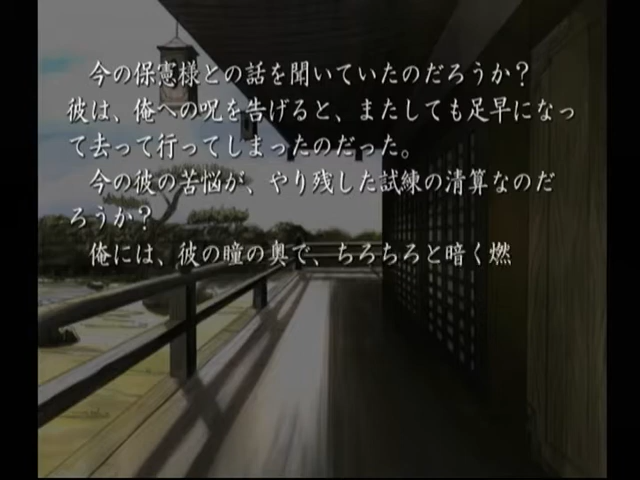 今の保憲様との話を聞いていたのだろうか？
彼は、俺への呪を告げると、またしても足早になっ
て去って行ってしまったのだった。
今の彼の苦悩が、やり残した試練の清算なのだ
ろうか？
俺には、彼の瞳の奥で、ちろちろと暗く燃